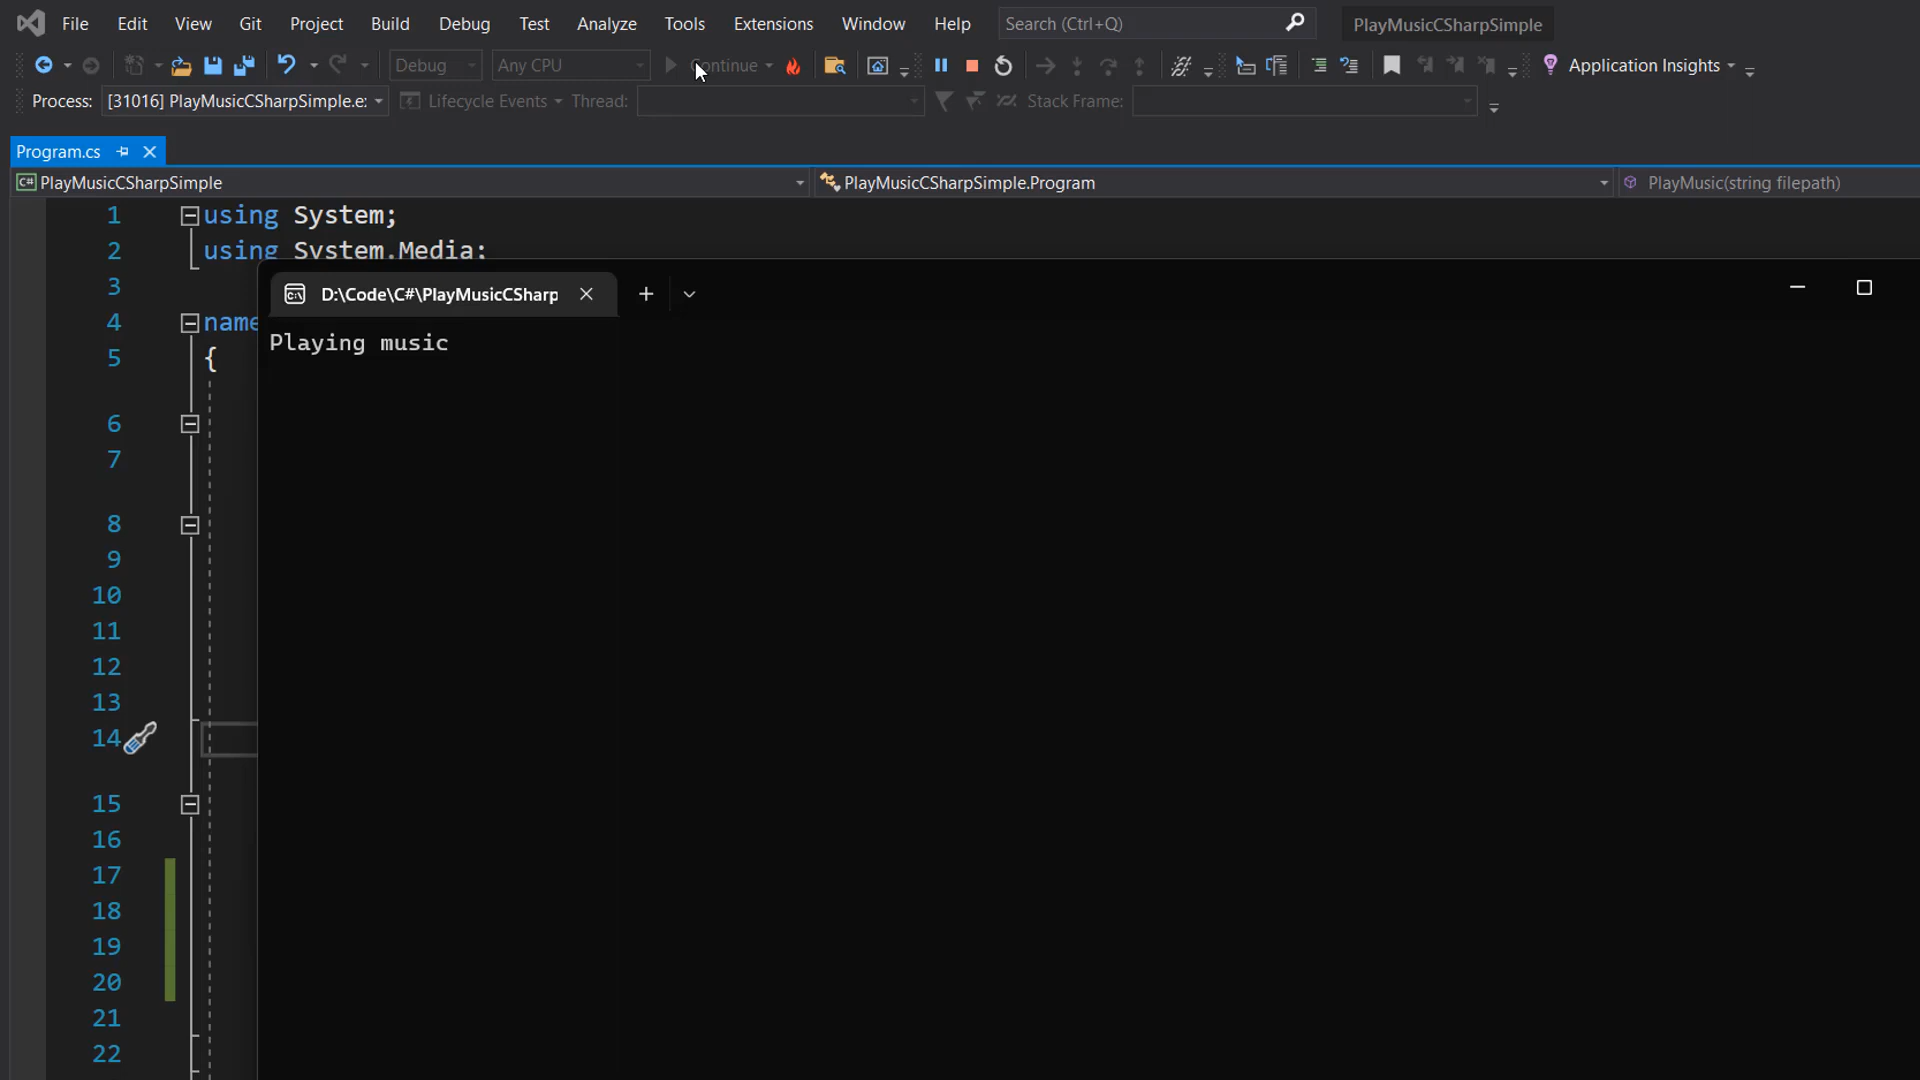 File Edit View Git Project Build Debug Test Analyze Tools Extensions Window Help Search (Ctrl+Q) PlayMusicCSharpSimple
Debug Any CPU Continue Application Insights
Process: [31016] PlayMusicCSharpSimple.e: Lifecycle Events Thread: Stack Frame:
Program.cs
C# PlayMusicCSharpSimple PlayMusicCSharpSimple.Program PlayMusic(string filepath)
1 using System;
2 using System.Media;
3 D:\Code\C#\PlayMusicCSharp
4 name Playing music
5 {
6
7
8
9
10
11
12
13
14
15
16
17
18
19
20
21
22